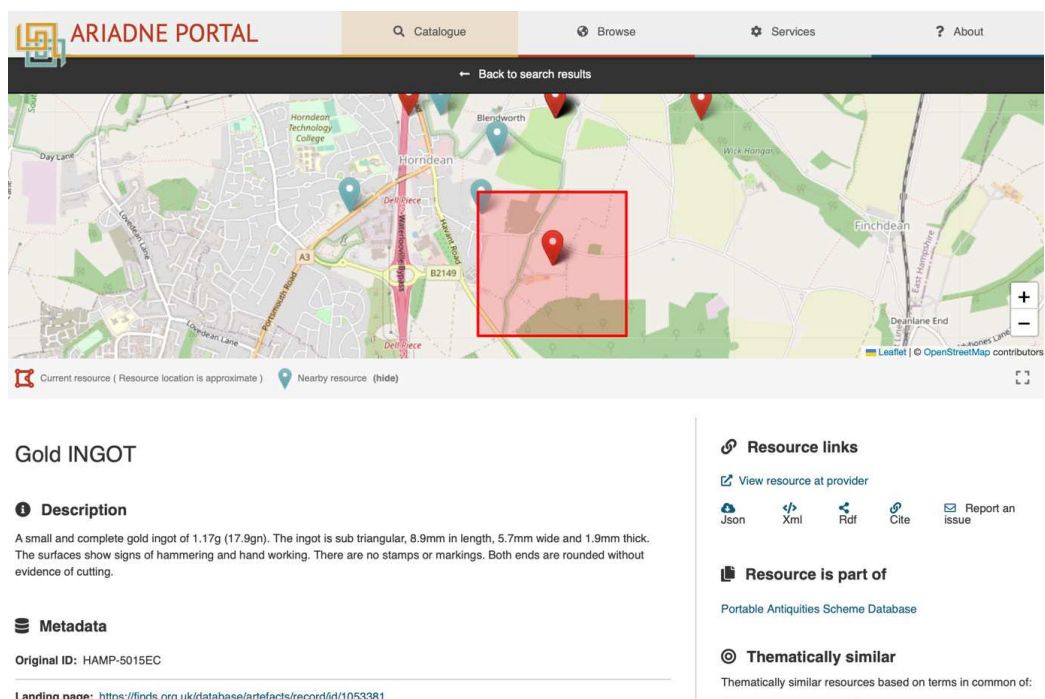 ARIADNE PORTAL
Catalogue
Browse
Services
? About
← Back to search results
Horndean
Technology
College
Blendworth
Day Lane
Horndean
Wick Hangar
Lovedean Lane
Dell Piece
Finchdean
A3
Waterlooville Bypass
Havant Road
B2149
East Hampshire
Portsmouth Road
Lovedean Lane
Deanlane End
Dell Piece
+
−
Leaflet | © OpenStreetMap contributors
Current resource ( Resource location is approximate )
Nearby resource (hide)
Gold INGOT
Description
A small and complete gold ingot of 1.17g (17.9gn). The ingot is sub triangular, 8.9mm in length, 5.7mm wide and 1.9mm thick.
The surfaces show signs of hammering and hand working. There are no stamps or markings. Both ends are rounded without
evidence of cutting.
Metadata
Original ID: HAMP-5015EC
Landing page: https://finds.org.uk/database/artefacts/record/id/1053381
Resource links
View resource at provider
Json
Xml
Rdf
Cite
Report an
issue
Resource is part of
Portable Antiquities Scheme Database
Thematically similar
Thematically similar resources based on terms in common of: